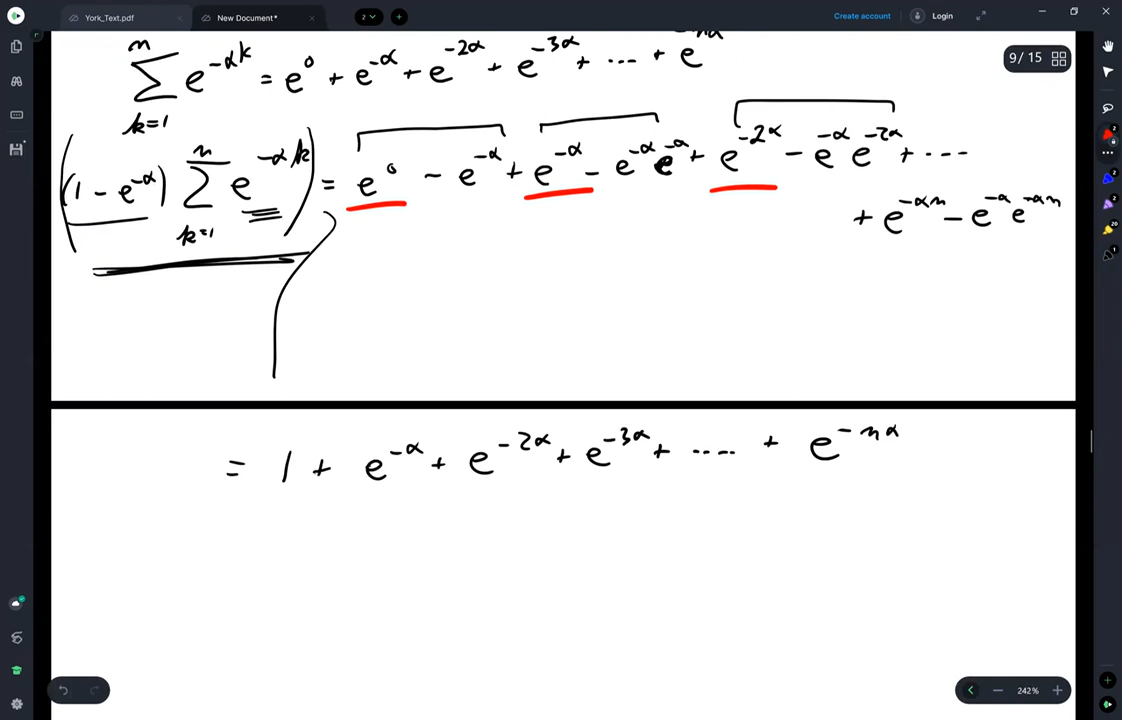 York_Text.pdf × New Document* × 2 + Create account Login
9 / 15
n
∑ e^{-αk} = e^0 + e^{-α} + e^{-2α} + e^{-3α} + ... + e^{-nα}
k=1
((1 - e^{-α}) ∑_{k=1}^{n} e^{-αk}) = e^0 - e^{-α} + e^{-α} - e^{-α} e^{-α} + e^{-2α} - e^{-α} e^{-2α} + ...
+ e^{-αn} - e^{-α} e^{-αn}
= 1 + e^{-α} + e^{-2α} + e^{-3α} + .... + e^{-nα}
242%